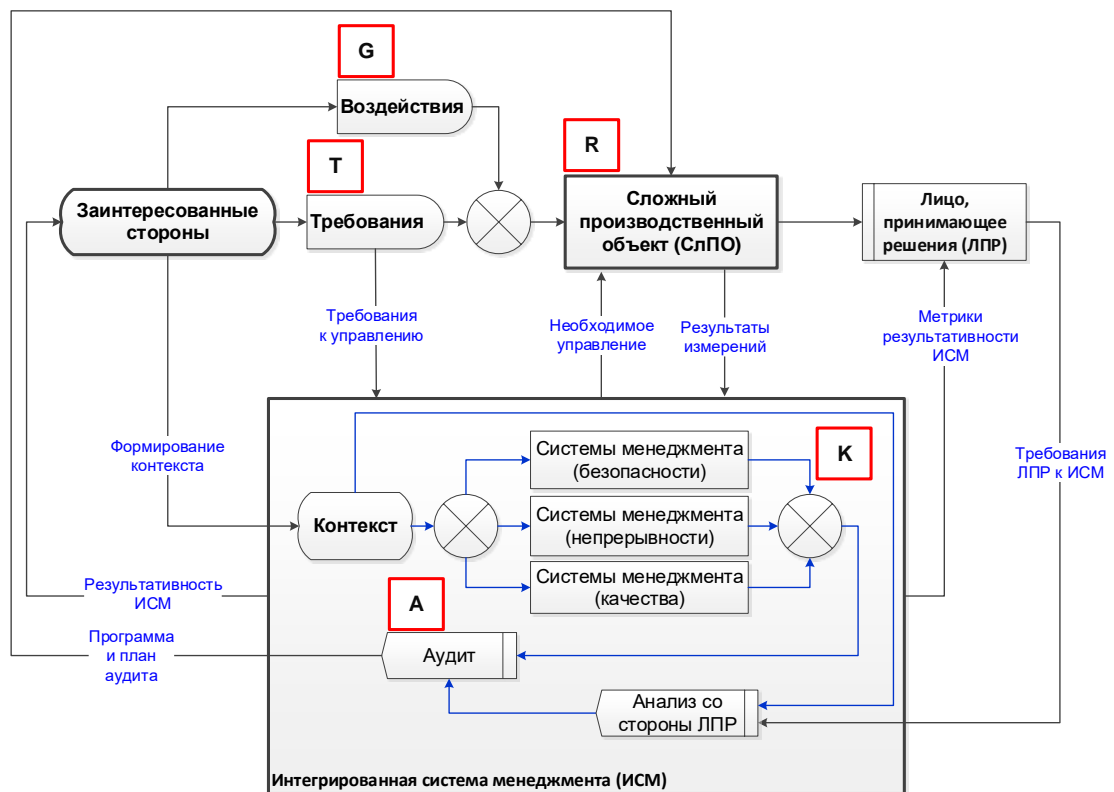 G
Воздействия
T
Требования
R
Заинтересованные
стороны
Сложный
производственный
объект (СлПО)
Лицо,
принимающее
решения (ЛПР)
Требования
к управлению
Необходимое
управление
Результаты
измерений
Метрики
результативности
ИСМ
Формирование
контекста
Требования
ЛПР к ИСМ
Системы менеджмента
(безопасности)
K
Контекст
Системы менеджмента
(непрерывности)
Системы менеджмента
(качества)
Результативность
ИСМ
A
Программа
и план
аудита
Аудит
Анализ со
стороны ЛПР
Интегрированная система менеджмента (ИСМ)